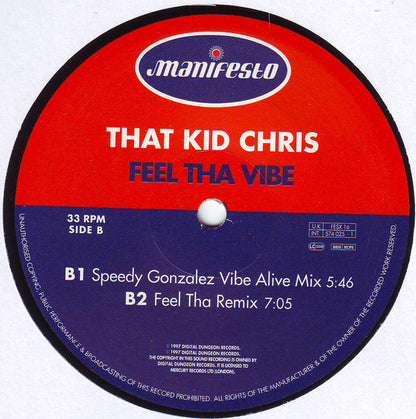 manifesto
THAT KID CHRIS
FEEL THA VIBE
33 RPM
SIDE B
U.K FESX 16
INT 574 025 - 1
LC 0268 BIEM MCPS
B1 Speedy Gonzalez Vibe Alive Mix 5:46
B2 Feel Tha Remix 7:05
℗ 1997 DIGITAL DUNGEON RECORDS.
© 1997 DIGITAL DUNGEON RECORDS.
THE COPYRIGHT IN THIS SOUND RECORDING IS OWNED BY
DIGITAL DUNGEON RECORDS. IT IS LICENSED TO
MERCURY RECORDS LTD (LONDON).
UNAUTHORISED COPYING, PUBLIC PERFORMANCE & BROADCASTING OF THIS RECORD PROHIBITED. ALL RIGHTS OF THE MANUFACTURER & OF THE OWNER OF THE RECORDED WORK RESERVED.